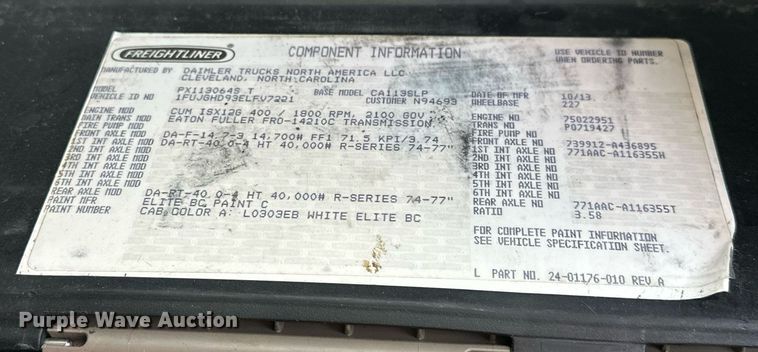 FREIGHTLINER
COMPONENT INFORMATION
USE VEHICLE ID NUMBER
WHEN ORDERING PARTS.
MANUFACTURED BY DAIMLER TRUCKS NORTH AMERICA LLC
CLEVELAND, NORTH CAROLINA
MODEL PX113064S T BASE MODEL CA113SLP DATE OF MFR 10/13
VEHICLE ID NO 1FUJGHD93ELFV7221 CUSTOMER N94693 WHEELBASE 227
ENGINE MOD CUM ISX12G 400 / 1800 RPM, 2100 GOV ENGINE NO 75022951
MAIN TRANS MOD EATON FULLER FRO-14210C TRANSMISSION TRANS NO P0719427
FIRE PUMP MOD FIRE PUMP NO
FRONT AXLE MOD DA-F-14.7-3 14,700# FF1 71.5 KPI/3.74 FRONT AXLE NO 739912-A436895
1ST INT AXLE MOD DA-RT-40.0-4 HT 40,000# R-SERIES 74-77" 1ST INT AXLE NO 771AAC-A116355H
2ND INT AXLE MOD 2ND INT AXLE NO
3RD INT AXLE MOD 3RD INT AXLE NO
4TH INT AXLE MOD 4TH INT AXLE NO
5TH INT AXLE MOD 5TH INT AXLE NO
6TH INT AXLE MOD 6TH INT AXLE NO
REAR AXLE MOD DA-RT-40.0-4 HT 40,000# R-SERIES 74-77" REAR AXLE NO 771AAC-A116355T
PAINT MFR ELITE BC PAINT C RATIO 3.58
PAINT NUMBER CAB COLOR A: L0303EB WHITE ELITE BC
FOR COMPLETE PAINT INFORMATION
SEE VEHICLE SPECIFICATION SHEET.
L PART NO. 24-01176-010 REV A
Purple Wave Auction